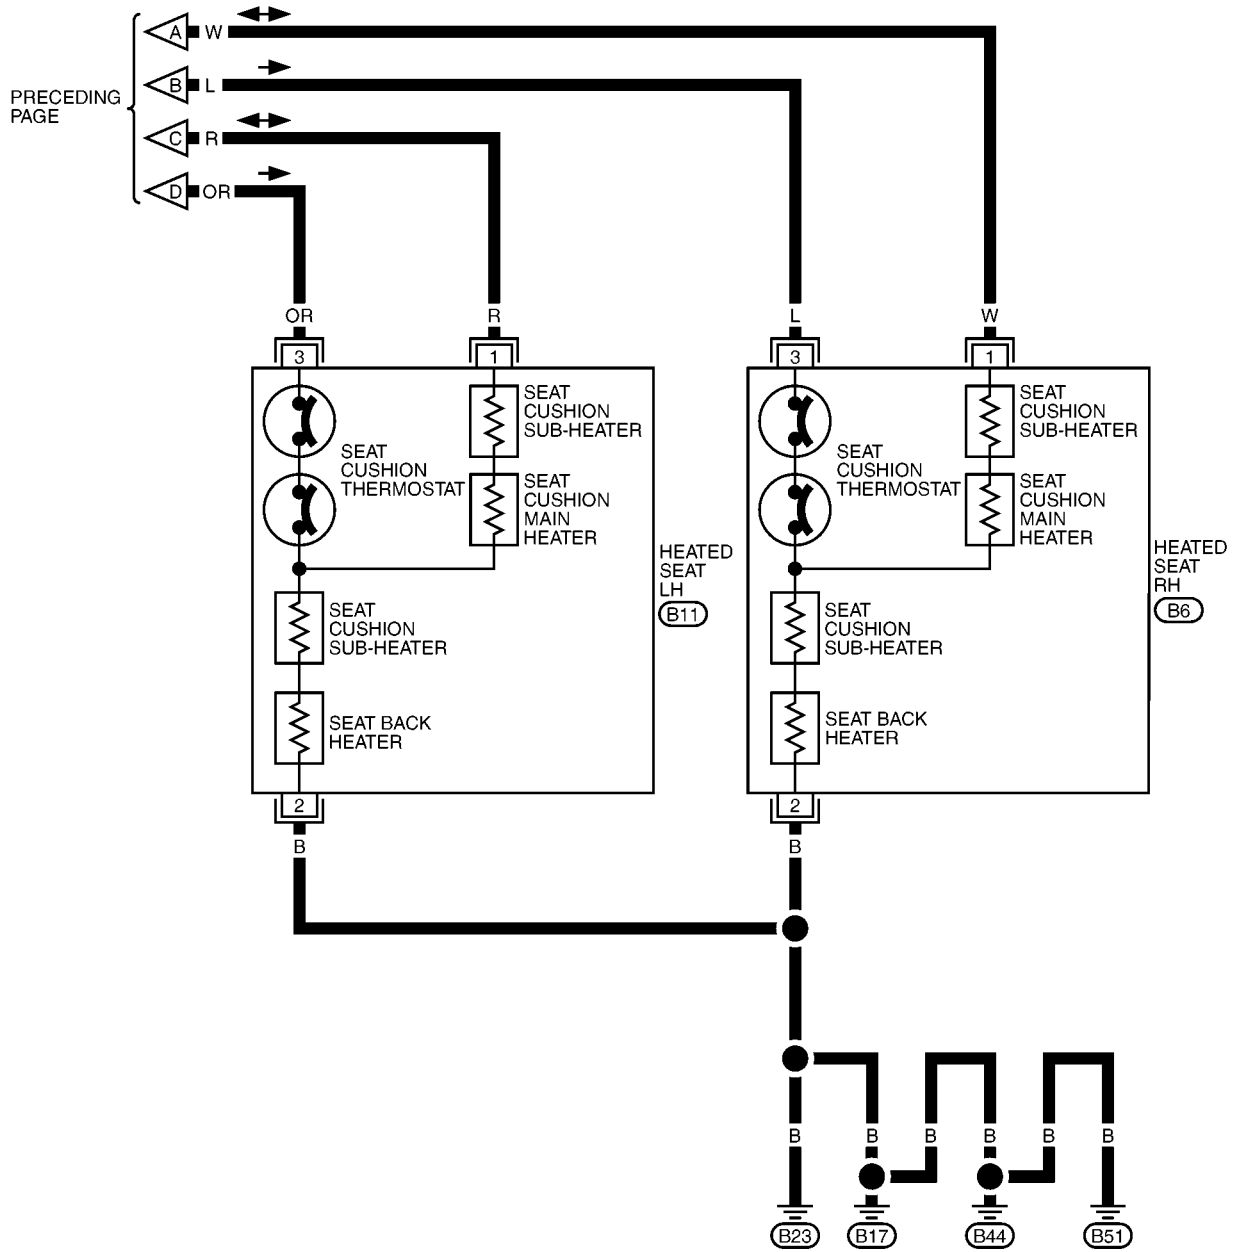 PRECEDING
PAGE
A W
B L
C R
D OR
OR R L W
3 1 3 1
SEAT
CUSHION
SUB-HEATER
SEAT
CUSHION
THERMOSTAT
SEAT
CUSHION
MAIN
HEATER
HEATED
SEAT
LH
B11
SEAT
CUSHION
SUB-HEATER
SEAT BACK
HEATER
SEAT
CUSHION
SUB-HEATER
SEAT
CUSHION
THERMOSTAT
SEAT
CUSHION
MAIN
HEATER
HEATED
SEAT
RH
B6
SEAT
CUSHION
SUB-HEATER
SEAT BACK
HEATER
2 2
B B
B B B B B B
B23 B17 B44 B51